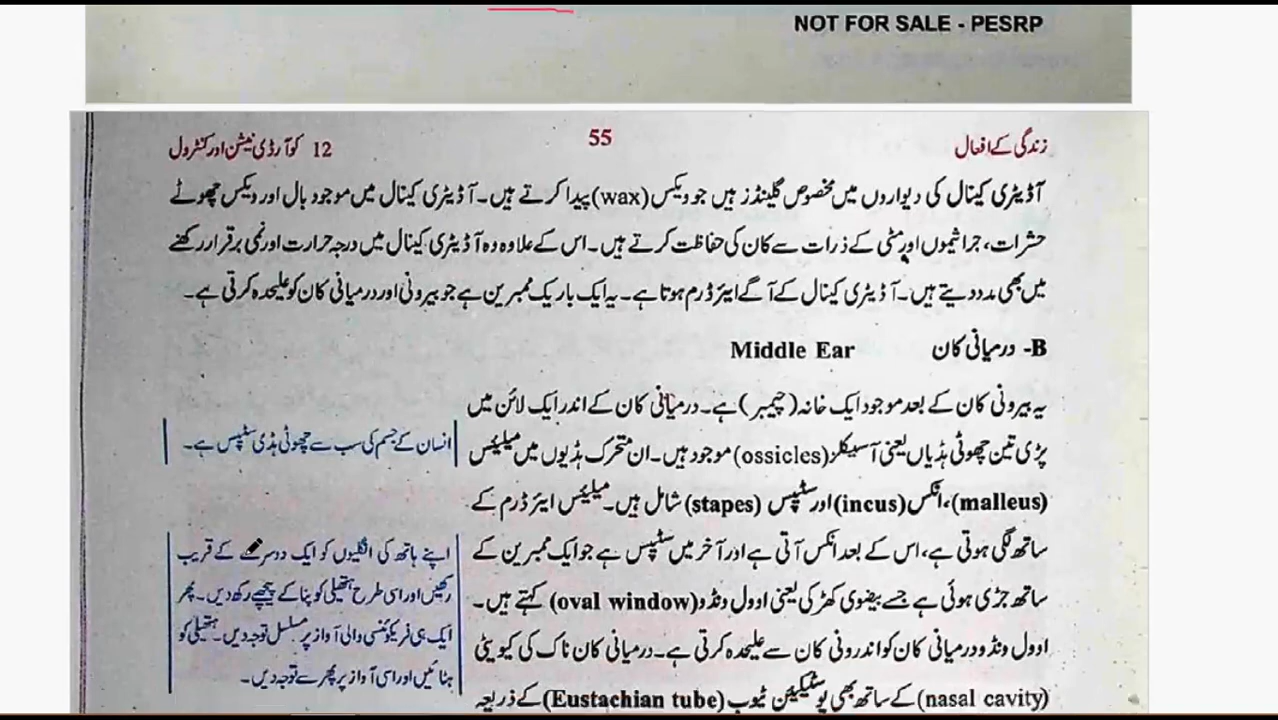 NOT FOR SALE - PESRP
زندگی کے افعال
55
12 کوآرڈی نیشن اور کنٹرول
آڈیٹری کینال کی دیواروں میں مخصوص گلینڈز ہیں جو ویکس (wax) پیدا کرتے ہیں۔ آڈیٹری کینال میں موجود بال اور ویکس چھوٹے
حشرات، جراثیموں اور مٹی کے ذرات سے کان کی حفاظت کرتے ہیں۔ اس کے علاوہ وہ آڈیٹری کینال میں درجہ حرارت اور نمی برقرار رکھنے
میں بھی مدد دیتے ہیں۔ آڈیٹری کینال کے آگے ایئر ڈرم ہوتا ہے۔ یہ ایک باریک ممبرین ہے جو بیرونی اور درمیانی کان کو علیحدہ کرتی ہے۔
B- درمیانی کان Middle Ear
یہ بیرونی کان کے بعد موجود ایک خانہ (چیمبر) ہے۔ درمیانی کان کے اندر ایک لائن میں
پڑی تین چھوٹی ہڈیاں یعنی آسیکلز (ossicles) موجود ہیں۔ ان متحرک ہڈیوں میں میلیئس
(malleus)، انکس (incus) اور سٹیپس (stapes) شامل ہیں۔ میلیئس ایئر ڈرم کے
ساتھ لگی ہوتی ہے، اس کے بعد انکس آتی ہے اور آخر میں سٹیپس ہے جو ایک ممبرین کے
ساتھ جڑی ہوئی ہے جسے بیضوی کھڑکی یعنی اوول ونڈو (oval window) کہتے ہیں۔
اوول ونڈو درمیانی کان کو اندرونی کان سے علیحدہ کرتی ہے۔ درمیانی کان ناک کی کیویٹی
(nasal cavity) کے ساتھ بھی یوسٹیکیئن ٹیوب (Eustachian tube) کے ذریعہ
انسان کے جسم کی سب سے چھوٹی ہڈی سٹیپس ہے۔
اپنے ہاتھ کی انگلیوں کو ایک دوسرے کے قریب
رکھیں اور اسی طرح ہتھیلی کو پنا کے پیچھے رکھ دیں۔ پھر
ایک ہی فریکوئنسی والی آواز پر مسلسل توجہ دیں۔ ہتھیلی کو
ہٹائیں اور اسی آواز پر پھر سے توجہ دیں۔